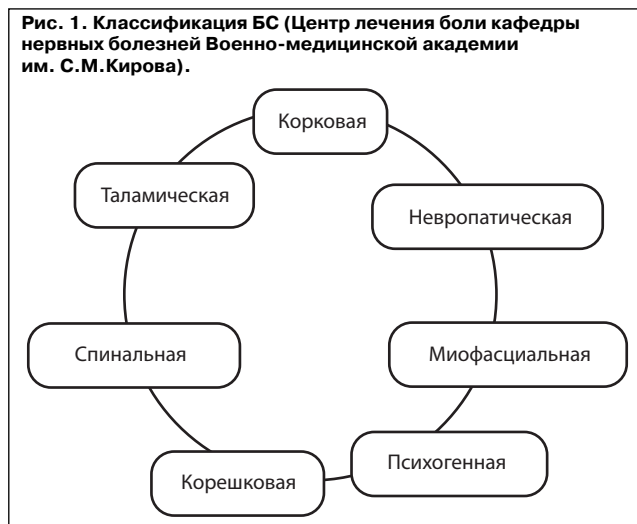 Рис. 1. Классификация БС (Центр лечения боли кафедры
нервных болезней Военно-медицинской академии
им. С.М.Кирова).
Корковая
Таламическая
Невропатическая
Спинальная
Миофасциальная
Психогенная
Корешковая